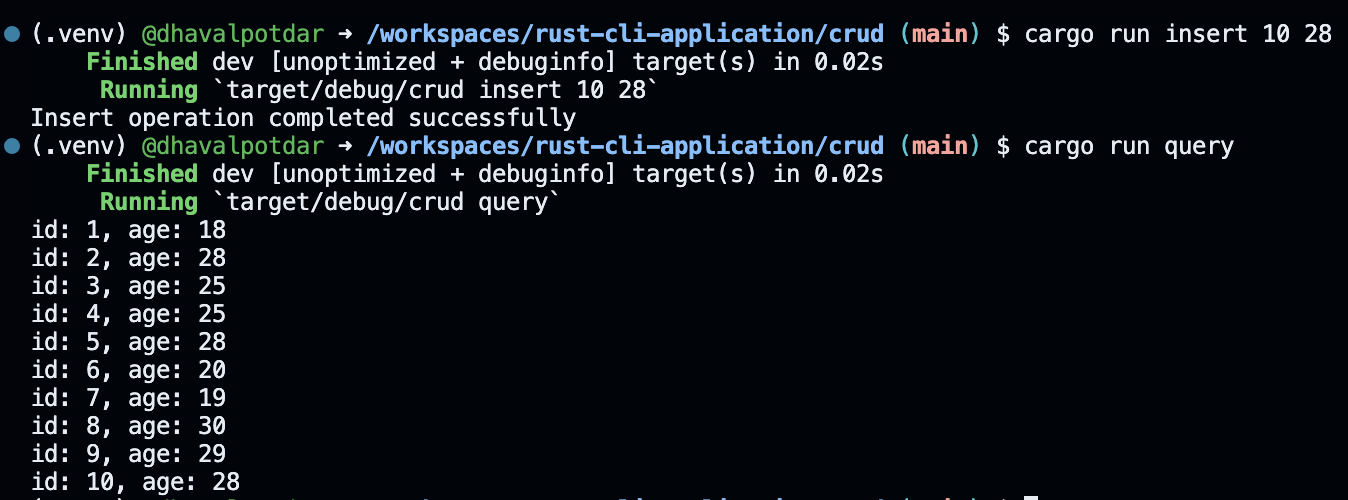 (.venv) @dhavalpotdar ➜ /workspaces/rust-cli-application/crud (main) $ cargo run insert 10 28
Finished dev [unoptimized + debuginfo] target(s) in 0.02s
Running `target/debug/crud insert 10 28`
Insert operation completed successfully
(.venv) @dhavalpotdar ➜ /workspaces/rust-cli-application/crud (main) $ cargo run query
Finished dev [unoptimized + debuginfo] target(s) in 0.02s
Running `target/debug/crud query`
id: 1, age: 18
id: 2, age: 28
id: 3, age: 25
id: 4, age: 25
id: 5, age: 28
id: 6, age: 20
id: 7, age: 19
id: 8, age: 30
id: 9, age: 29
id: 10, age: 28